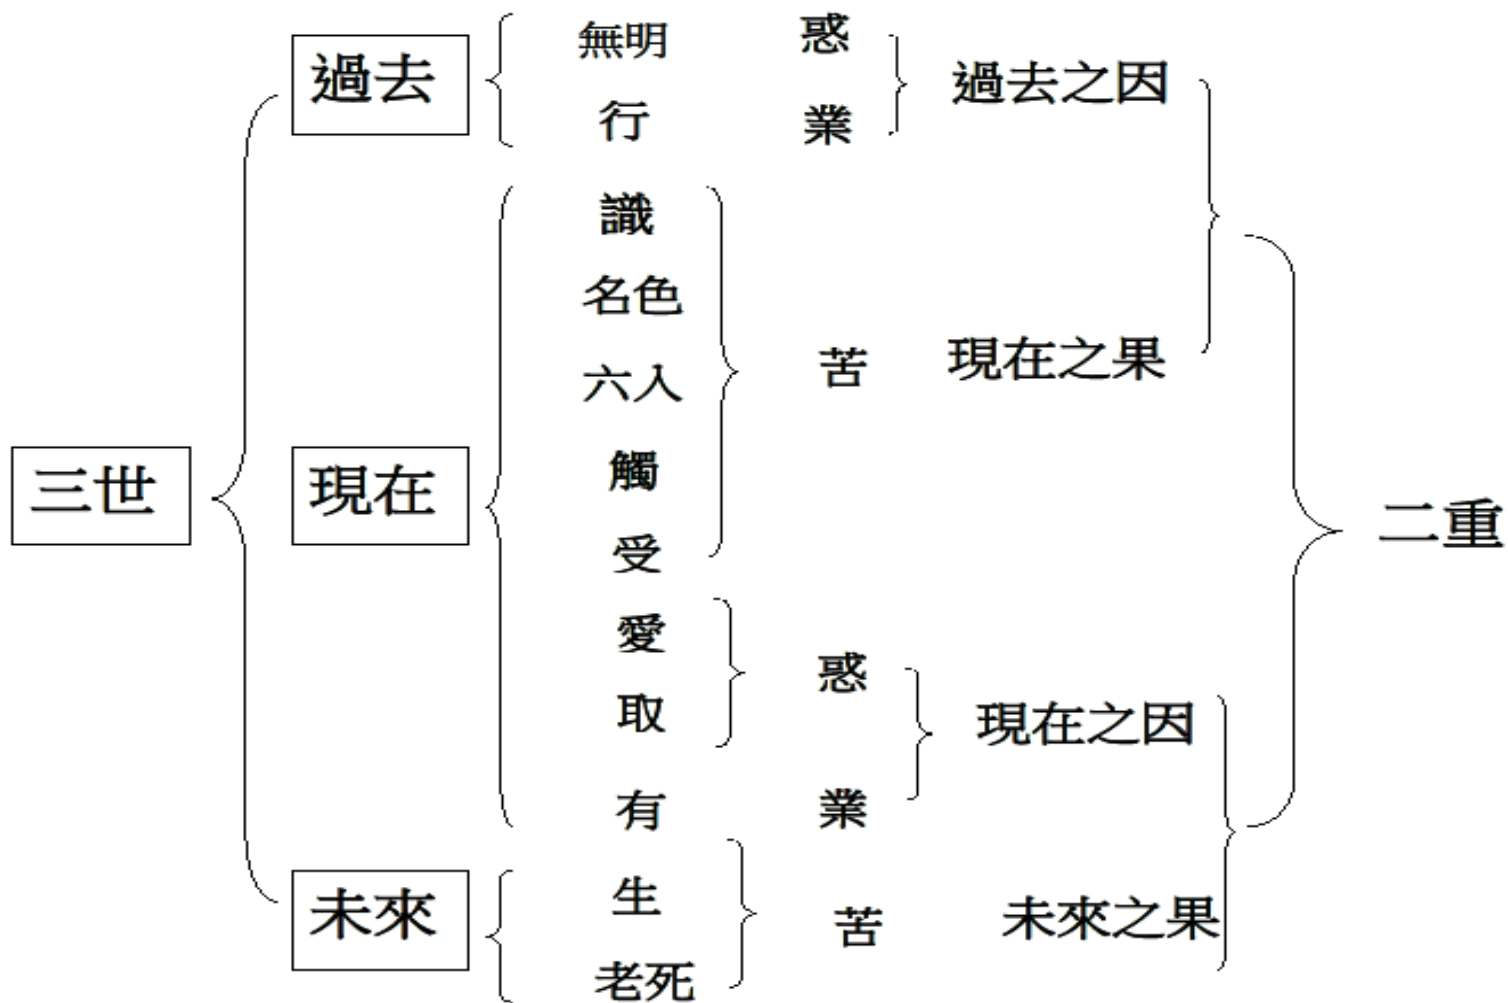 三世
過去
現在
未來
無明
行
識
名色
六入
觸
受
愛
取
有
生
老死
惑
業
苦
惑
業
苦
過去之因
現在之果
現在之因
未來之果
二重